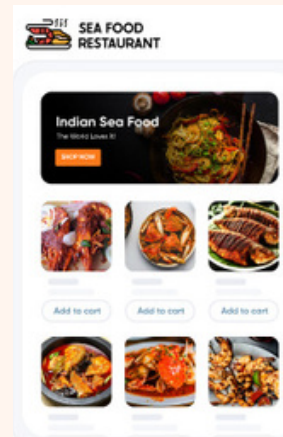 SEA FOOD
RESTAURANT
Indian Sea Food
The World Loves It!
SHOP NOW
Add to cart
Add to cart
Add to cart